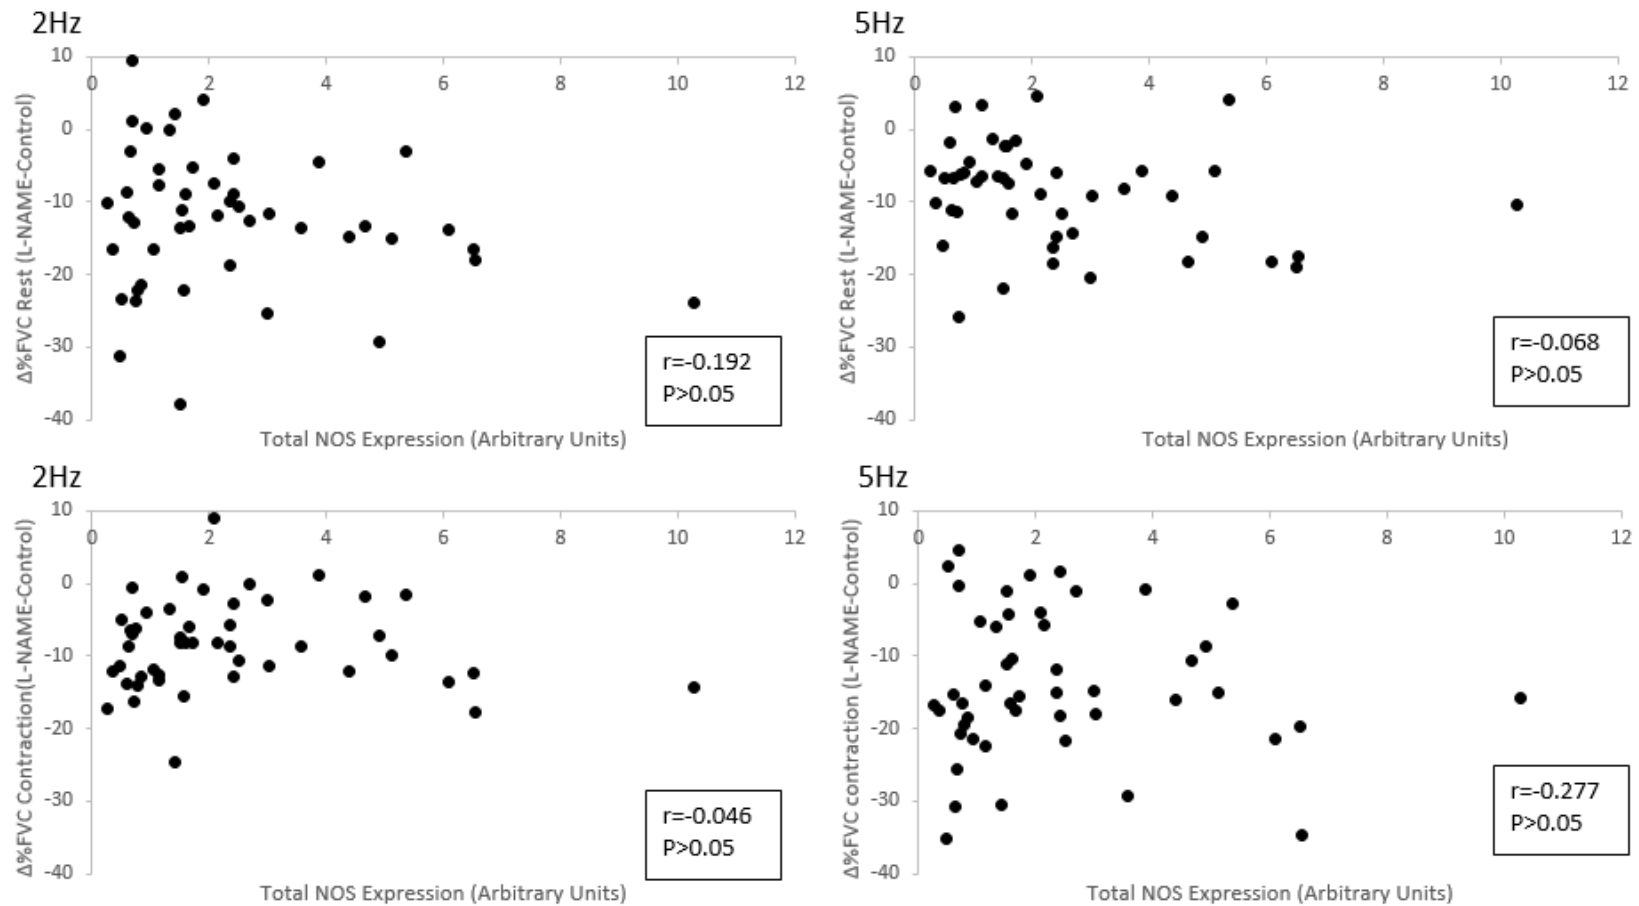 2Hz
10
0 2 4 6 8 10 12
0
-10
-20
-30
-40
Δ%FVC Rest (L-NAME-Control)
Total NOS Expression (Arbitrary Units)
r=-0.192
P>0.05
5Hz
10
0 2 4 6 8 10 12
0
-10
-20
-30
-40
Δ%FVC Rest (L-NAME-Control)
Total NOS Expression (Arbitrary Units)
r=-0.068
P>0.05
2Hz
10
0 2 4 6 8 10 12
0
-10
-20
-30
-40
Δ%FVC Contraction(L-NAME-Control)
Total NOS Expression (Arbitrary Units)
r=-0.046
P>0.05
5Hz
10
0 2 4 6 8 10 12
0
-10
-20
-30
-40
Δ%FVC contraction (L-NAME-Control)
Total NOS Expression (Arbitrary Units)
r=-0.277
P>0.05